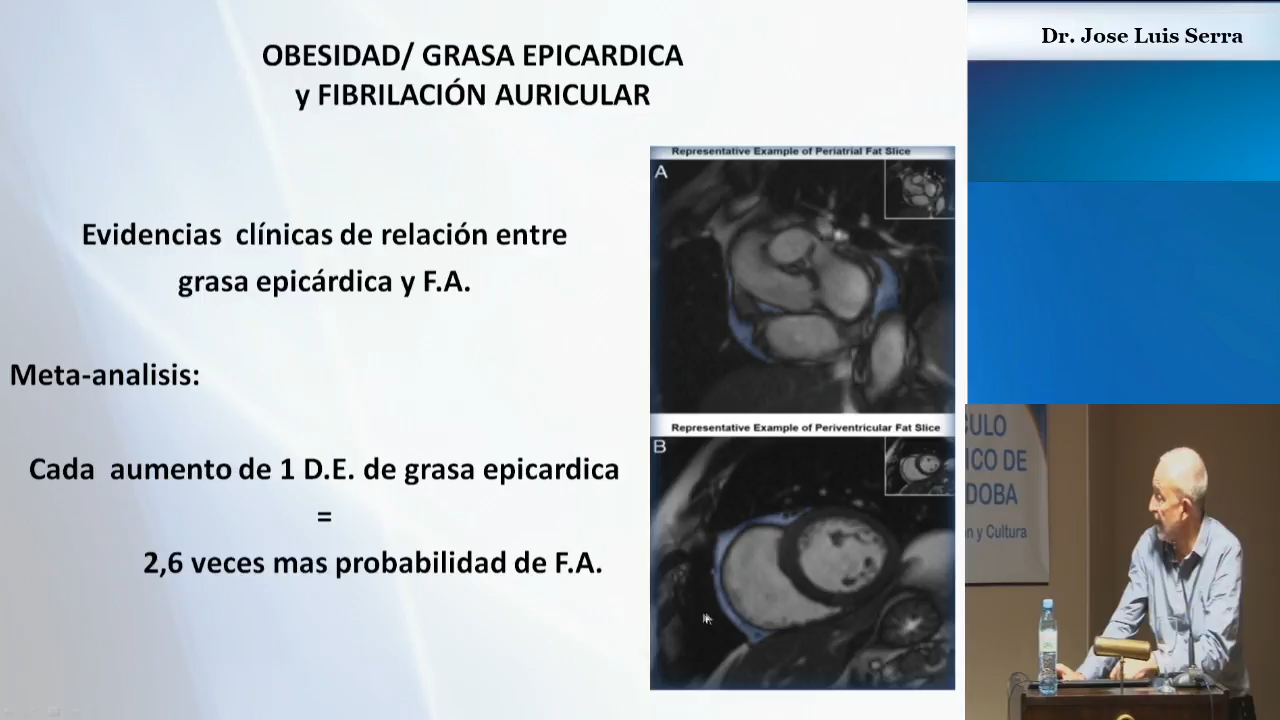 OBESIDAD/ GRASA EPICARDICA
y FIBRILACIÓN AURICULAR
Evidencias clínicas de relación entre
grasa epicárdica y F.A.
Meta-analisis:
Cada aumento de 1 D.E. de grasa epicardica
=
2,6 veces mas probabilidad de F.A.
Representative Example of Periatrial Fat Slice
A
Representative Example of Periventricular Fat Slice
B
Dr. Jose Luis Serra
CULO
ICO DE
DOBA
n y Cultura